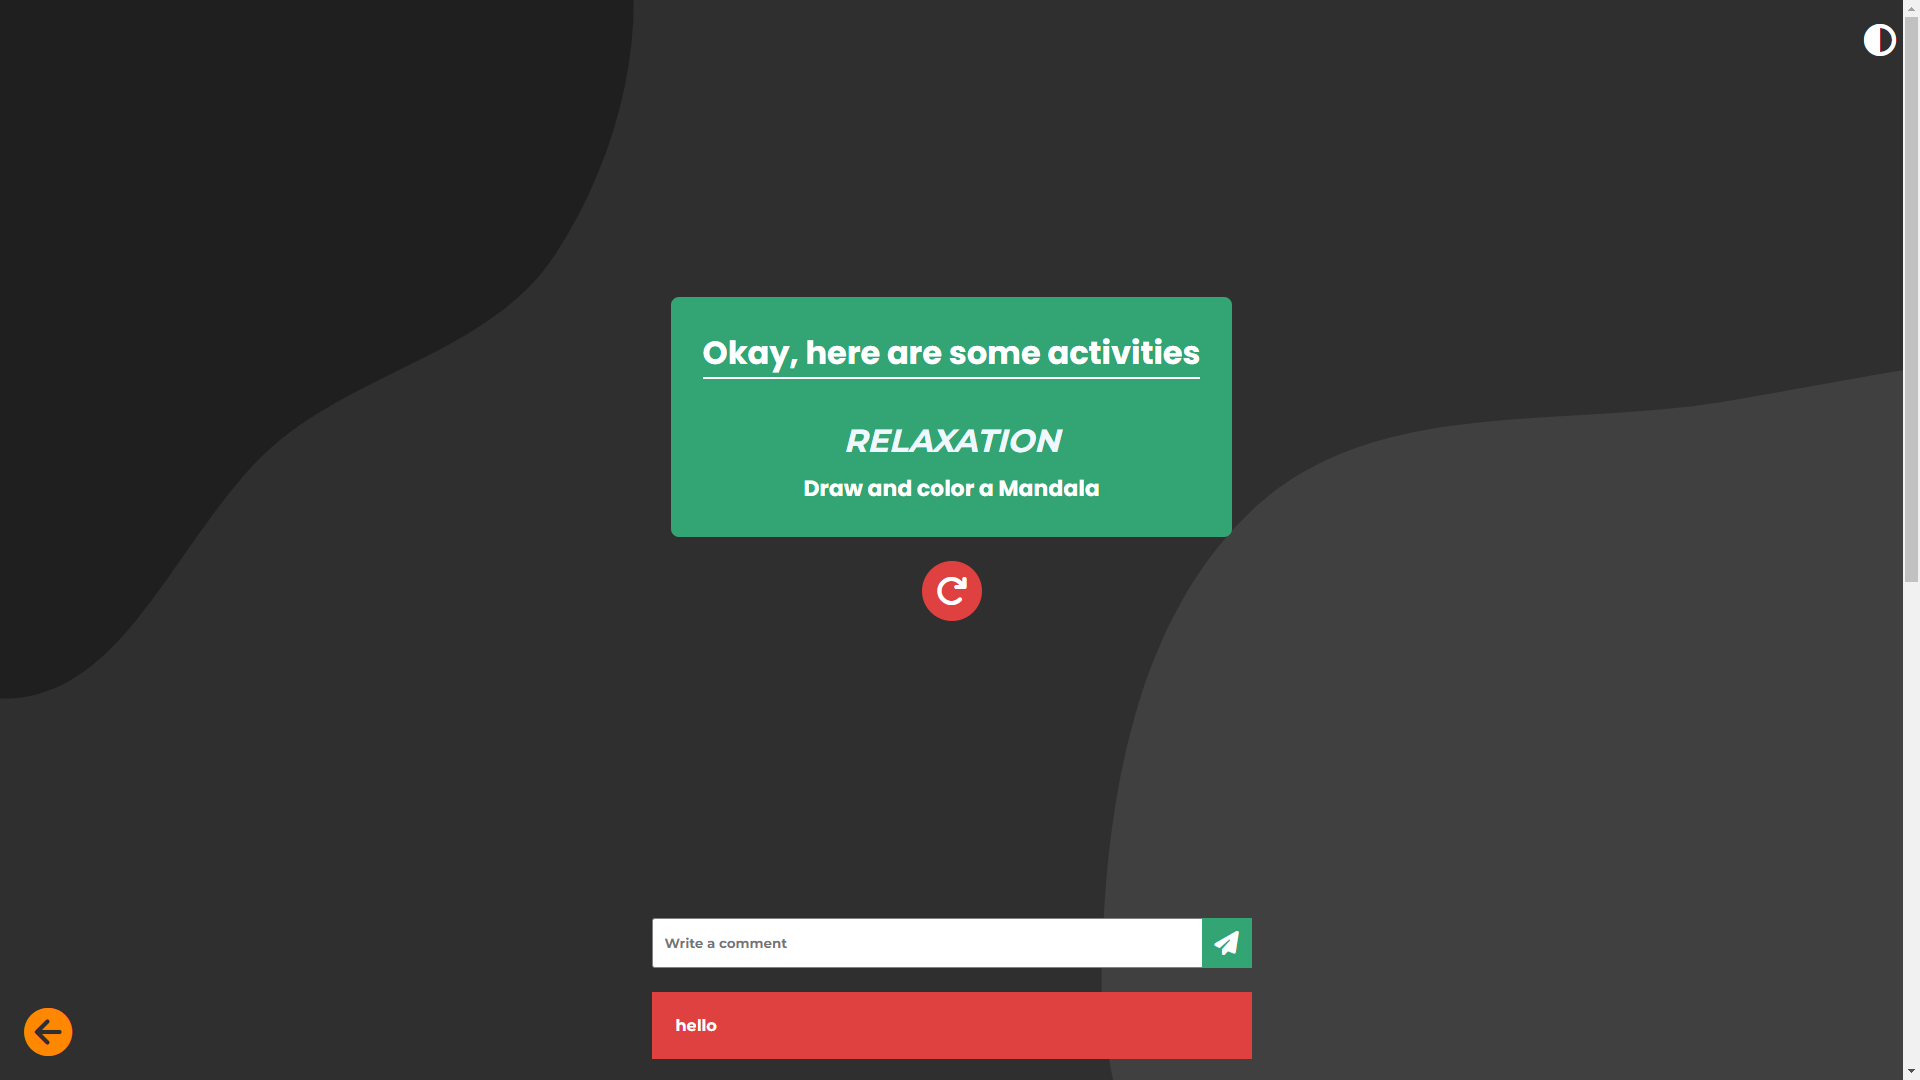 Okay, here are some activities
RELAXATION
Draw and color a Mandala
Write a comment
hello